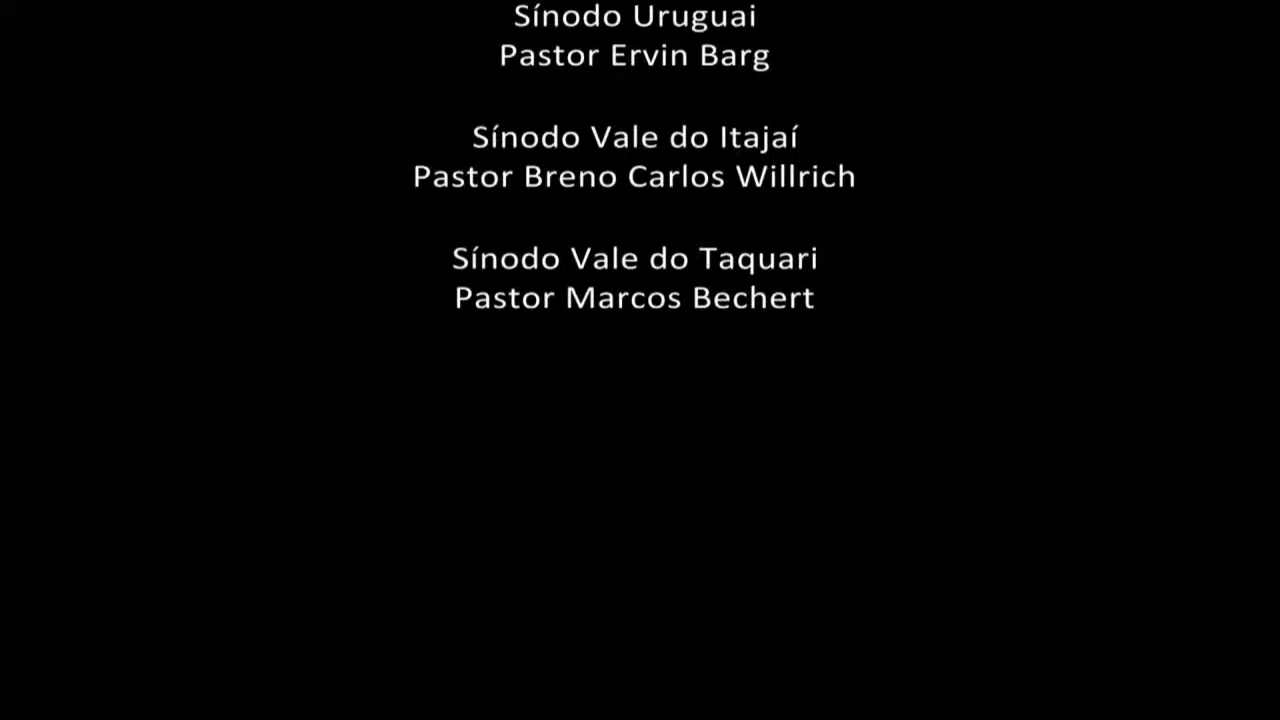 Sínodo Uruguai
Pastor Ervin Barg
Sínodo Vale do Itajaí
Pastor Breno Carlos Willrich
Sínodo Vale do Taquari
Pastor Marcos Bechert